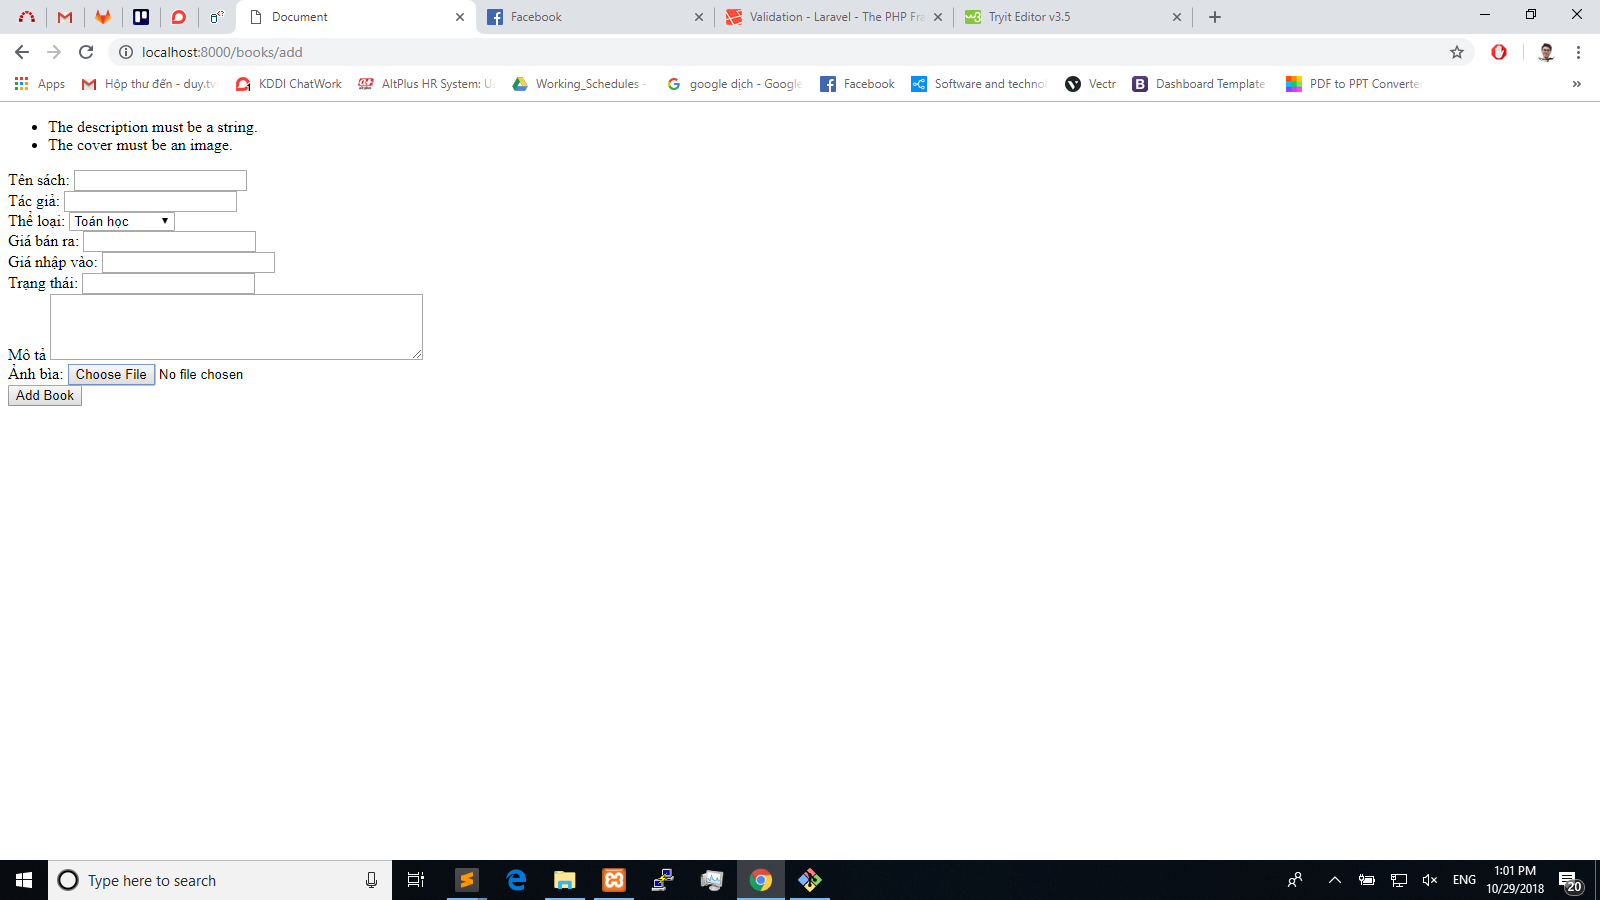 Document
Facebook
Validation - Laravel - The PHP Fra
Tryit Editor v3.5
localhost:8000/books/add
Apps
Hộp thư đến - duy.tv
KDDI ChatWork
AltPlus HR System: U
Working_Schedules -
google dịch - Google
Facebook
Software and technol
Vectr
Dashboard Template
PDF to PPT Converter
»
• The description must be a string.
• The cover must be an image.
Tên sách:
Tác giả:
Thể loại: Toán học
Giá bán ra:
Giá nhập vào:
Trạng thái:
Mô tả
Ảnh bìa: Choose File No file chosen
Add Book
Type here to search
ENG
1:01 PM
10/29/2018
20